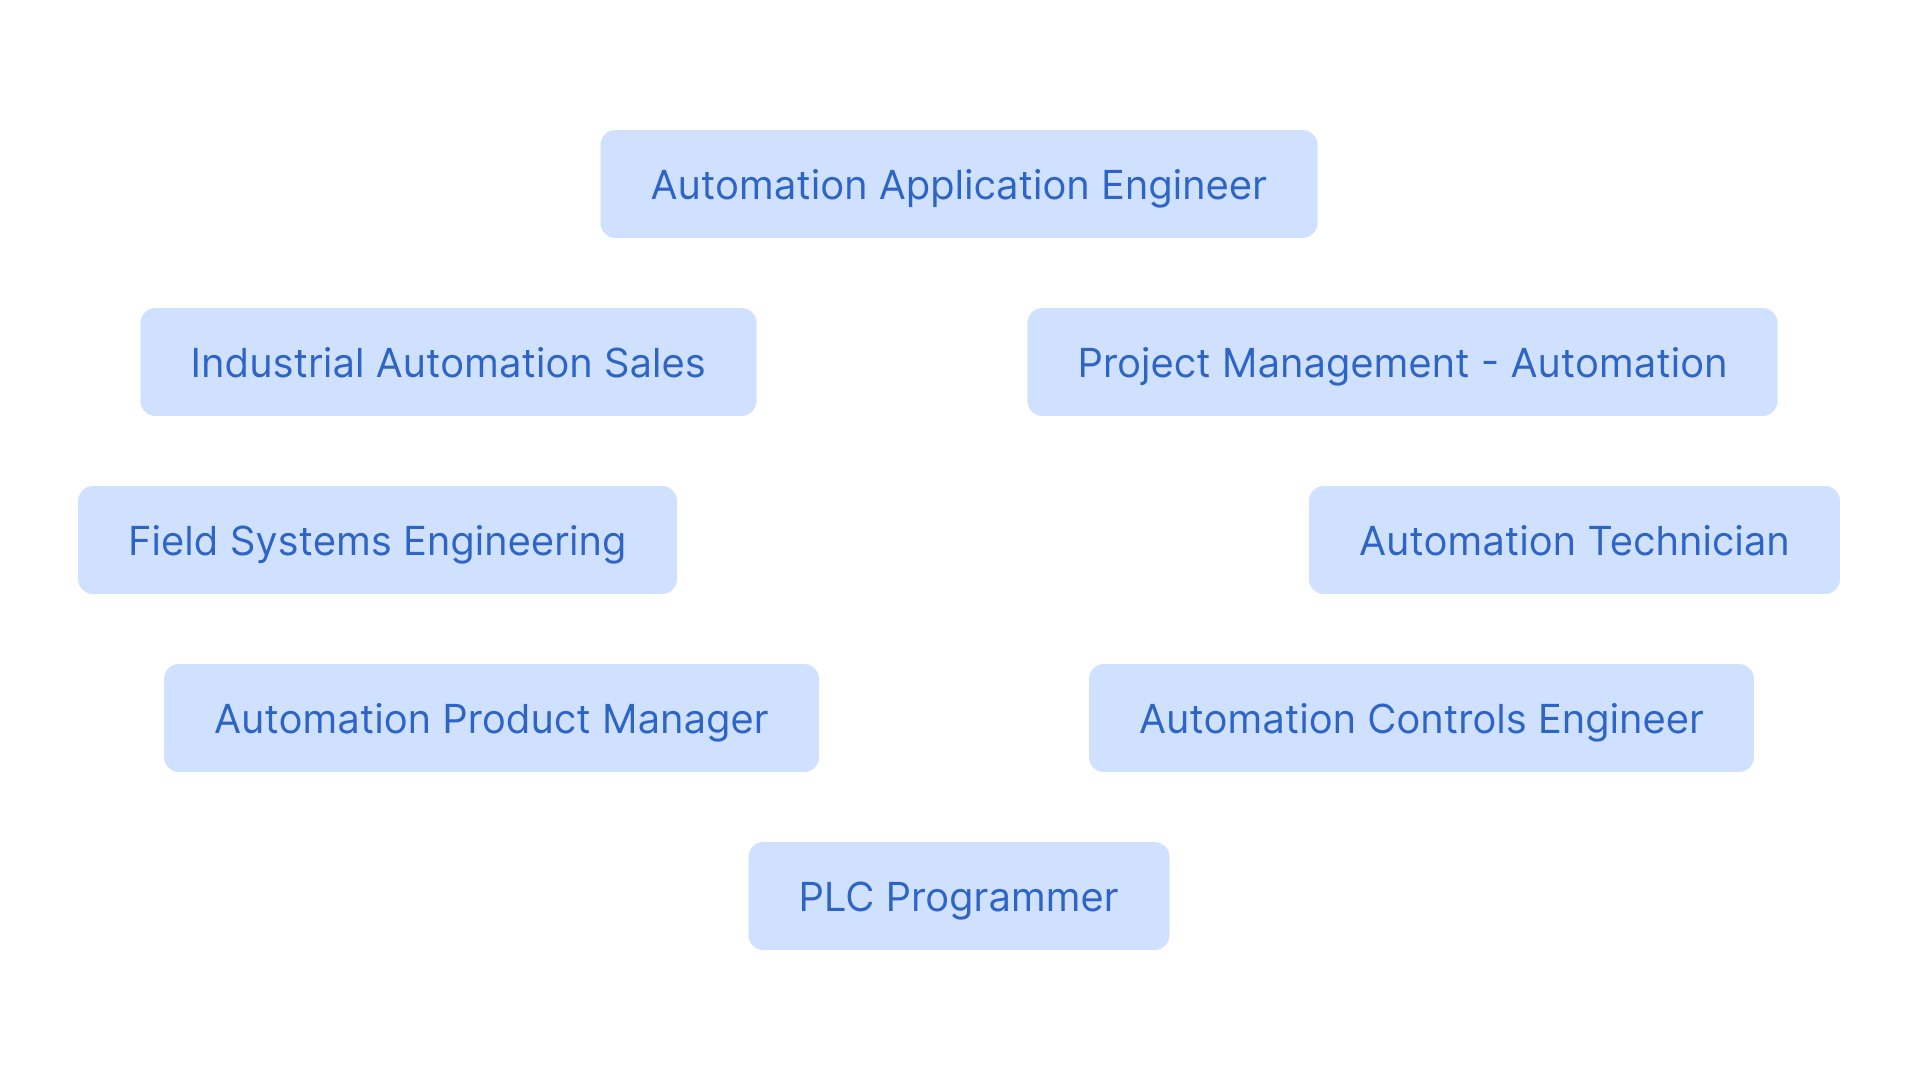 Automation Application Engineer
Industrial Automation Sales
Project Management - Automation
Field Systems Engineering
Automation Technician
Automation Product Manager
Automation Controls Engineer
PLC Programmer